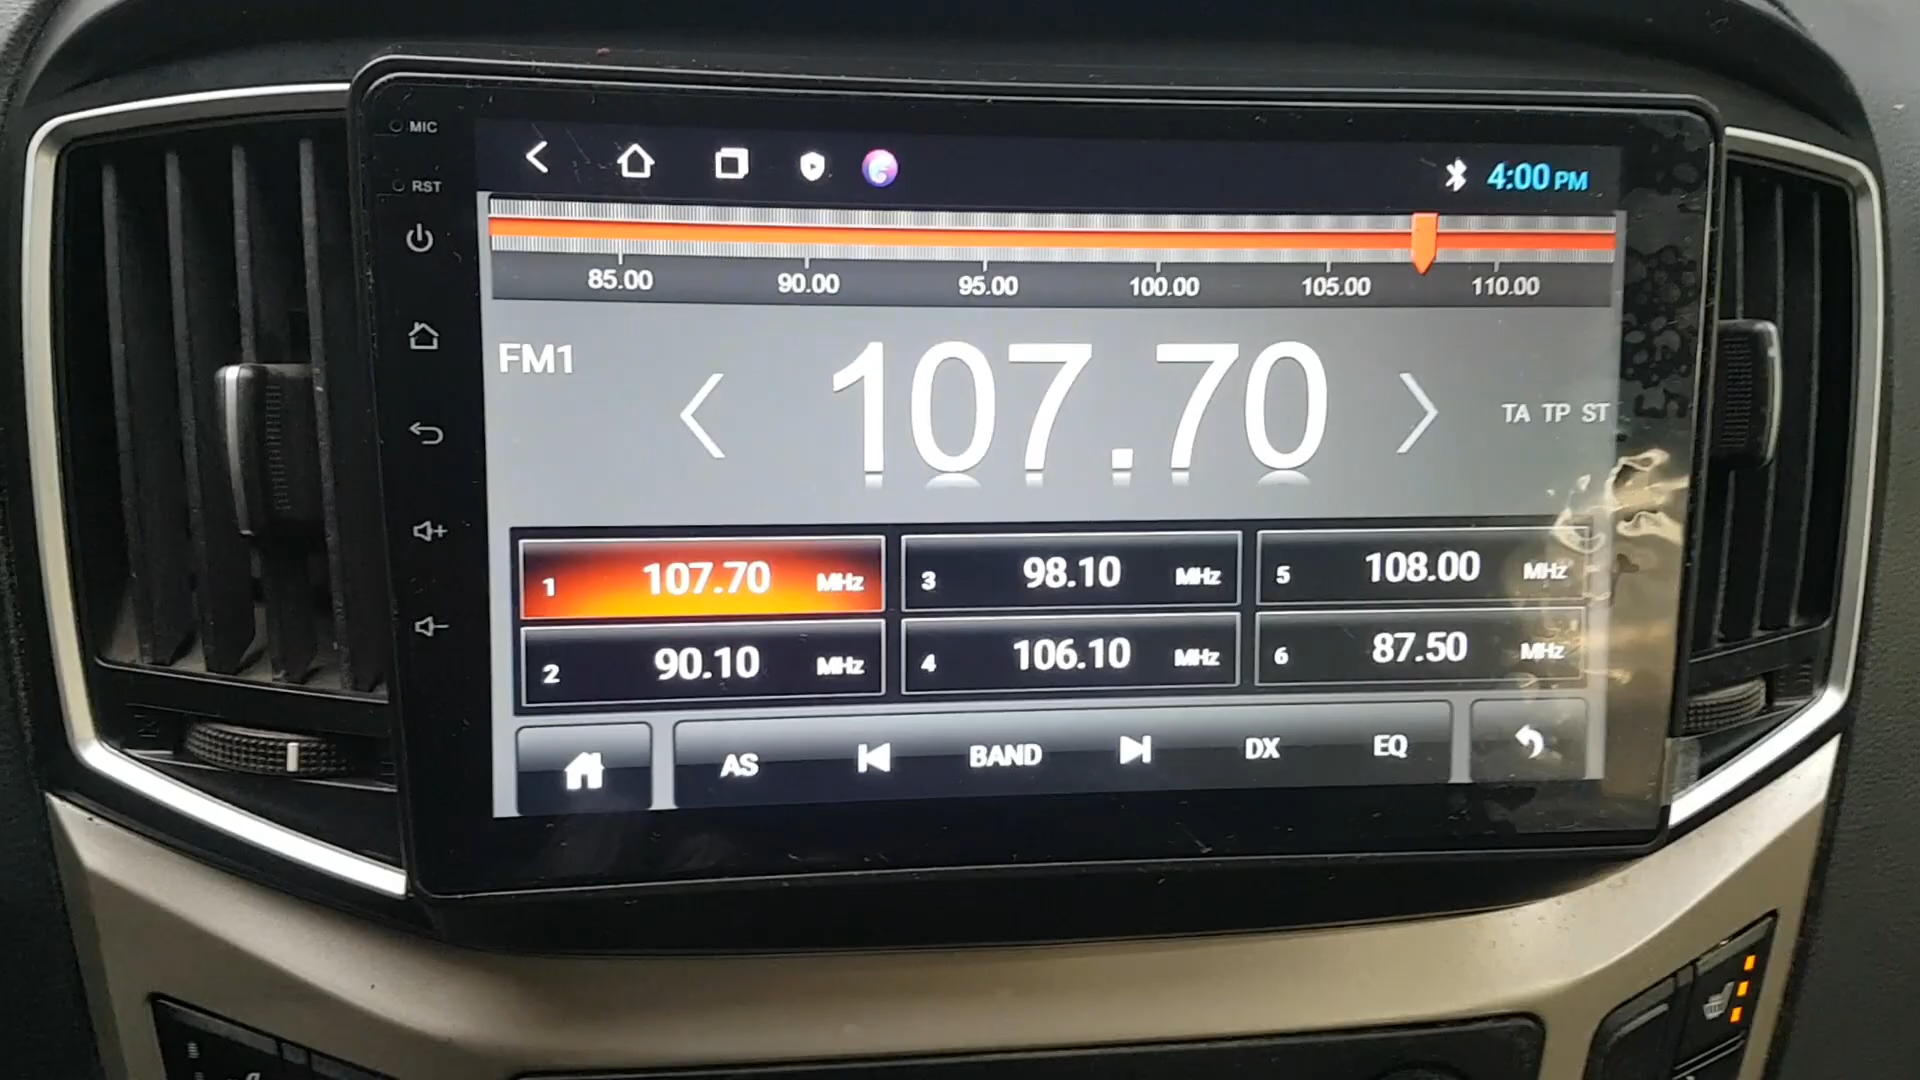 MIC
RST
4:00 PM
85.00 90.00 95.00 100.00 105.00 110.00
FM1
107.70
TA TP ST
1 107.70 MHz
3 98.10 MHz
5 108.00 MHz
2 90.10 MHz
4 106.10 MHz
6 87.50 MHz
AS BAND DX EQ